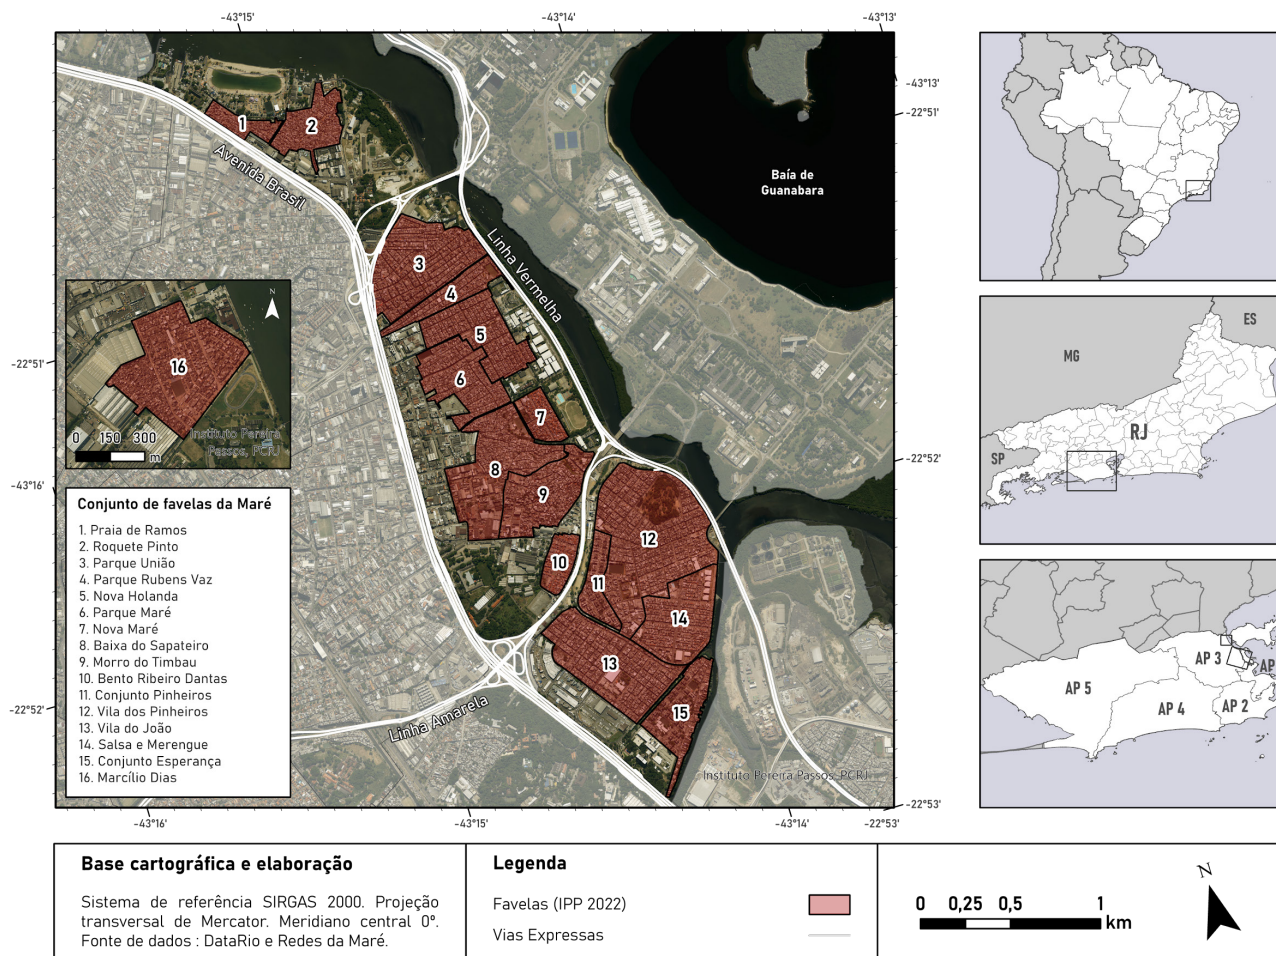 -43°15'
-43°14'
-43°13'
-43°13'
-22°51'
1
2
Avenida Brasil
Baía de
Guanabara
Linha Vermelha
3
4
5
6
7
8
9
10
11
12
13
14
15
-22°51'
N
16
0 150 300
m
Instituto Pereira
Passos, PCRJ
-43°16'
-22°52'
Conjunto de favelas da Maré
1. Praia de Ramos
2. Roquete Pinto
3. Parque União
4. Parque Rubens Vaz
5. Nova Holanda
6. Parque Maré
7. Nova Maré
8. Baixa do Sapateiro
9. Morro do Timbau
10. Bento Ribeiro Dantas
11. Conjunto Pinheiros
12. Vila dos Pinheiros
13. Vila do João
14. Salsa e Merengue
15. Conjunto Esperança
16. Marcílio Dias
-22°52'
Linha Amarela
Instituto Pereira Passos, PCRJ
-22°53'
-43°16'
-43°15'
-43°14'
-22°53'
MG
ES
RJ
SP
AP 3
AP
AP 5
AP 4
AP 2
Base cartográfica e elaboração
Sistema de referência SIRGAS 2000. Projeção
transversal de Mercator. Meridiano central 0º.
Fonte de dados : DataRio e Redes da Maré.
Legenda
Favelas (IPP 2022)
Vias Expressas
0 0,25 0,5 1
km
N